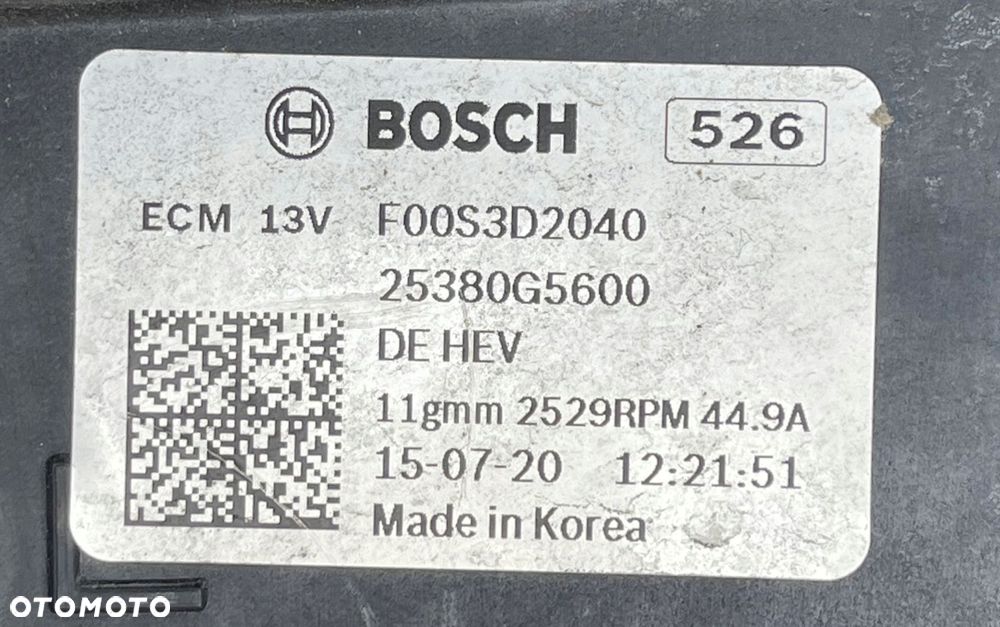 BOSCH 526
ECM 13V F00S3D2040
25380G5600
DE HEV
11gmm 2529RPM 44.9A
15-07-20 12:21:51
Made in Korea
OTOMOTO